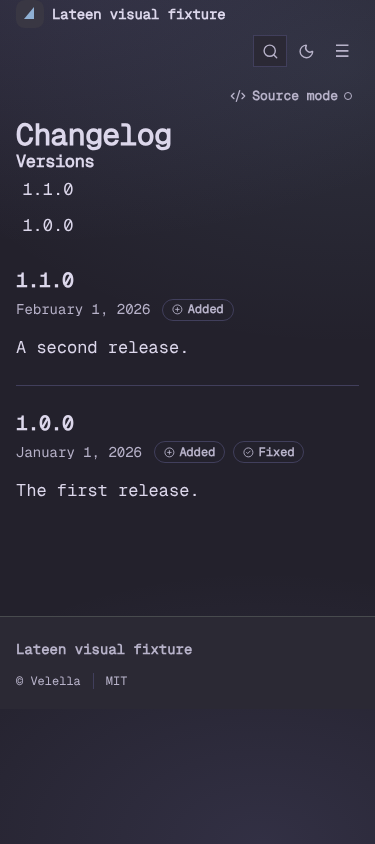 Lateen visual fixture
Source mode
Changelog
Versions
1.1.0
1.0.0
1.1.0
February 1, 2026 Added
A second release.
1.0.0
January 1, 2026 Added Fixed
The first release.
Lateen visual fixture
© Velella MIT